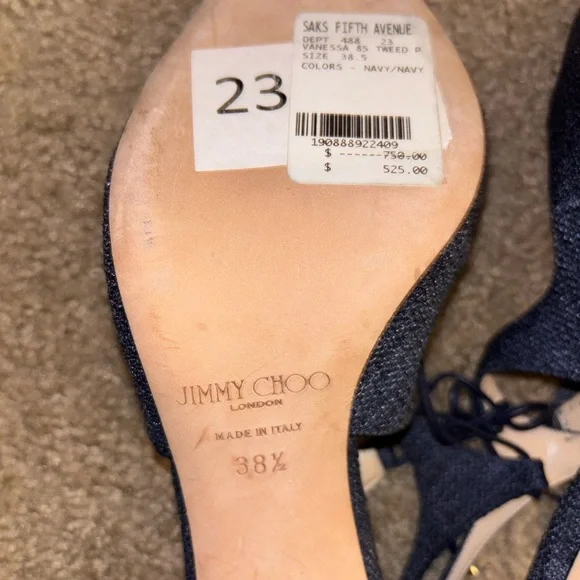 SAKS FIFTH AVENUE
DEPT 488 23
VANESSA 85 TWEED P
SIZE 38.5
COLORS - NAVY/NAVY
23
190888922409
$ ------750.00
$ 525.00
JIMMY CHOO
LONDON
MADE IN ITALY
38½